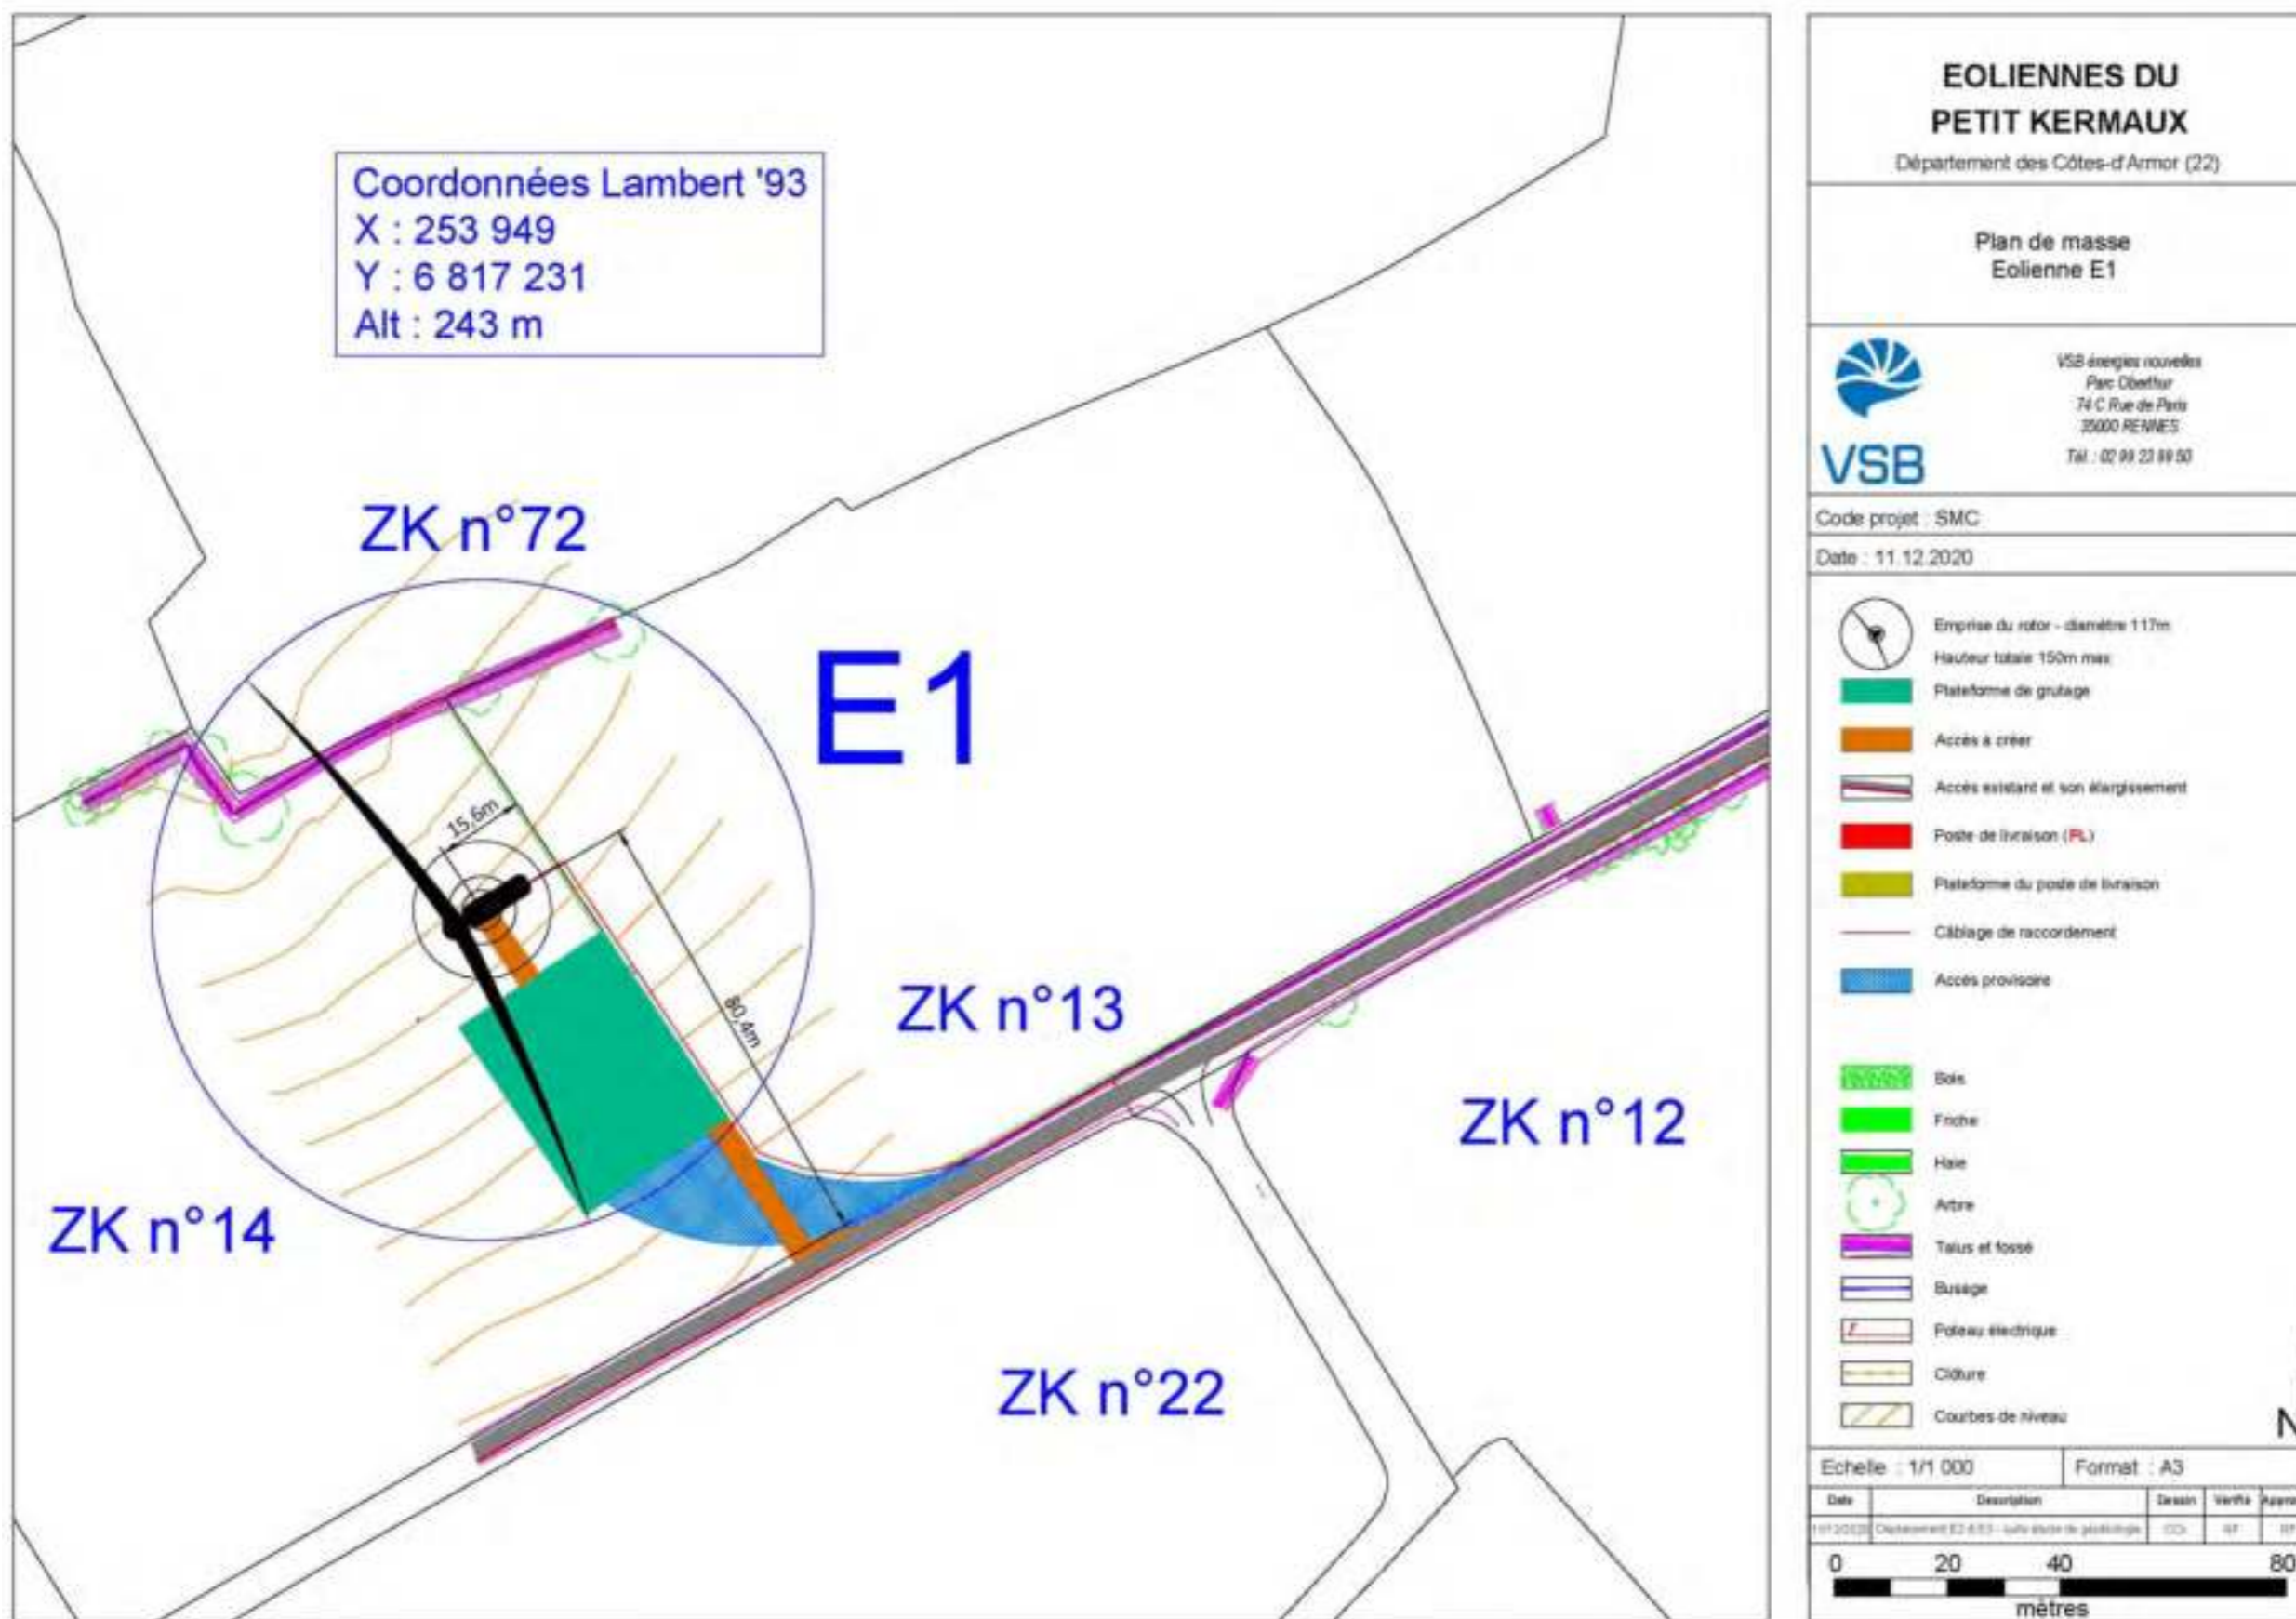 Coordonnées Lambert '93
X : 253 949
Y : 6 817 231
Alt : 243 m
ZK n°72
E1
15,6m
80,4m
ZK n°13
ZK n°12
ZK n°14
ZK n°22
EOLIENNES DU
PETIT KERMAUX
Département des Côtes-d'Armor (22)
Plan de masse
Eolienne E1
VSB énergies nouvelles
Parc Oberthur
74 C Rue de Paris
35000 RENNES
Tél. : 02 99 23 99 50
VSB
Code projet : SMC
Date : 11.12.2020
Emprise du rotor - diamètre 117m
Hauteur totale 150m max
Plateforme de grutage
Accès à créer
Accès existant et son élargissement
Poste de livraison (PL)
Plateforme du poste de livraison
Câblage de raccordement
Accès provisoire
Bois
Friche
Haie
Arbre
Talus et fossé
Busage
Poteau électrique
Clôture
Courbes de niveau
N
Echelle : 1/1 000 Format : A3
Date Description Dessin Vérifié
0 20 40 80
mètres